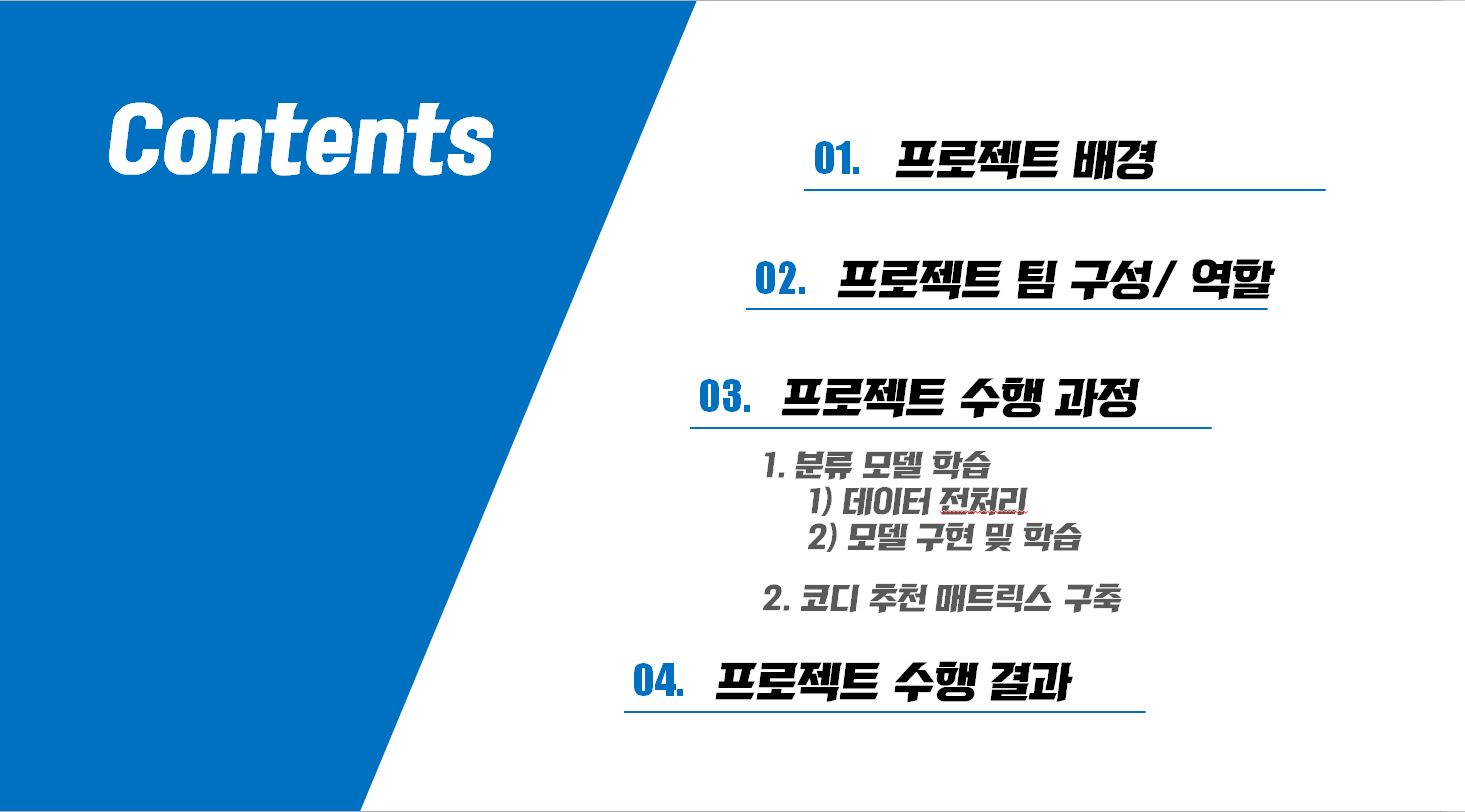 Contents
01. 프로젝트 배경
02. 프로젝트 팀 구성/ 역할
03. 프로젝트 수행 과정
1. 분류 모델 학습
1) 데이터 전처리
2) 모델 구현 및 학습
2. 코디 추천 매트릭스 구축
04. 프로젝트 수행 결과